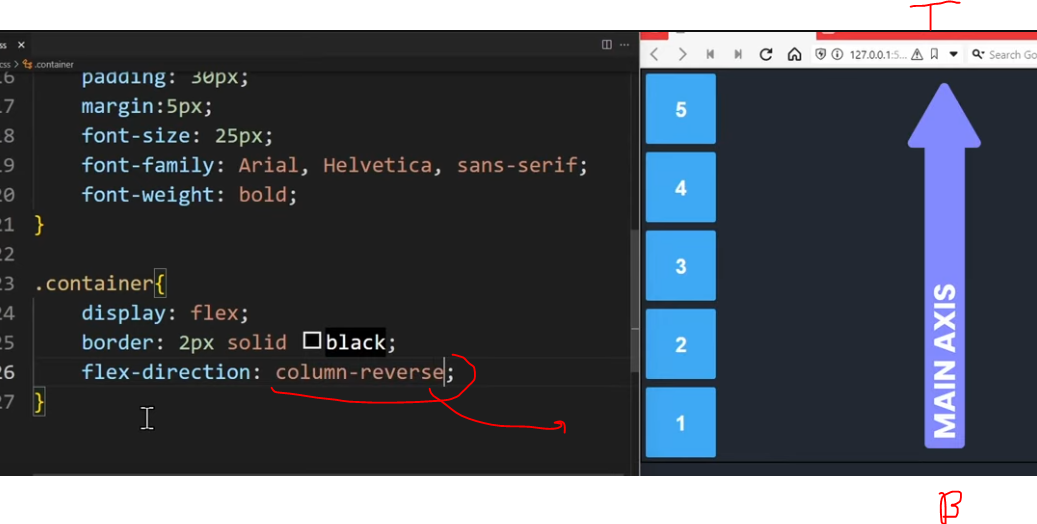 T
ss ×
css > .container
127.0.0.1:5... Search Go
16 padding: 30px;
17 margin:5px;
18 font-size: 25px;
19 font-family: Arial, Helvetica, sans-serif;
20 font-weight: bold;
21 }
22
23 .container{
24 display: flex;
25 border: 2px solid black;
26 flex-direction: column-reverse;
27 }
5
4
3
2
1
MAIN AXIS
B